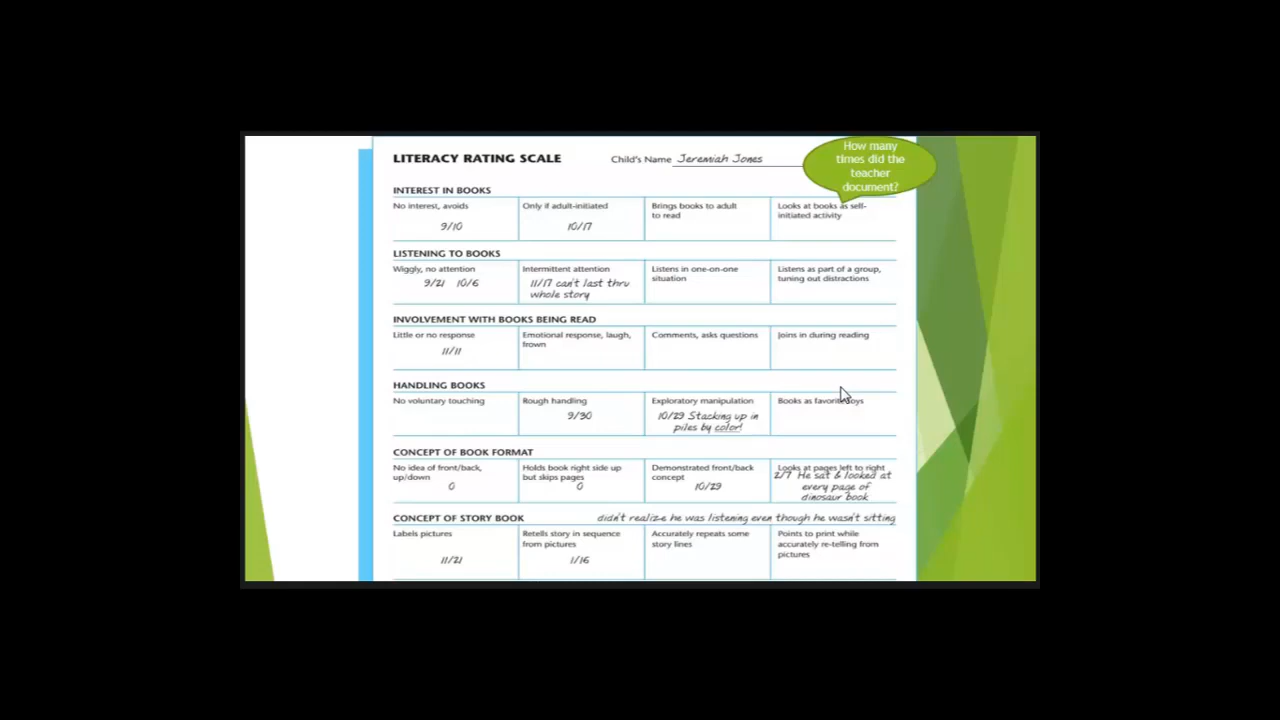 LITERACY RATING SCALE
Child's Name Jeremiah Jones
How many
times did the
teacher
document?
INTEREST IN BOOKS
No interest, avoids
9/10
Only if adult-initiated
10/17
Brings books to adult
to read
Looks at books as self-
initiated activity
LISTENING TO BOOKS
Wiggly, no attention
9/21 10/6
Intermittent attention
11/17 can't last thru
whole story
Listens in one-on-one
situation
Listens as part of a group,
tuning out distractions
INVOLVEMENT WITH BOOKS BEING READ
Little or no response
11/11
Emotional response, laugh,
frown
Comments, asks questions
Joins in during reading
HANDLING BOOKS
No voluntary touching
Rough handling
9/30
Exploratory manipulation
10/29 Stacking up in
piles by color!
Books as favorite toys
CONCEPT OF BOOK FORMAT
No idea of front/back,
up/down
0
Holds book right side up
but skips pages
0
Demonstrated front/back
concept
10/29
Looks at pages left to right
2/7 He sat & looked at
every page of
dinosaur book
CONCEPT OF STORY BOOK
didn't realize he was listening even though he wasn't sitting
Labels pictures
11/21
Retells story in sequence
from pictures
1/16
Accurately repeats some
story lines
Points to print while
accurately re-telling from
pictures